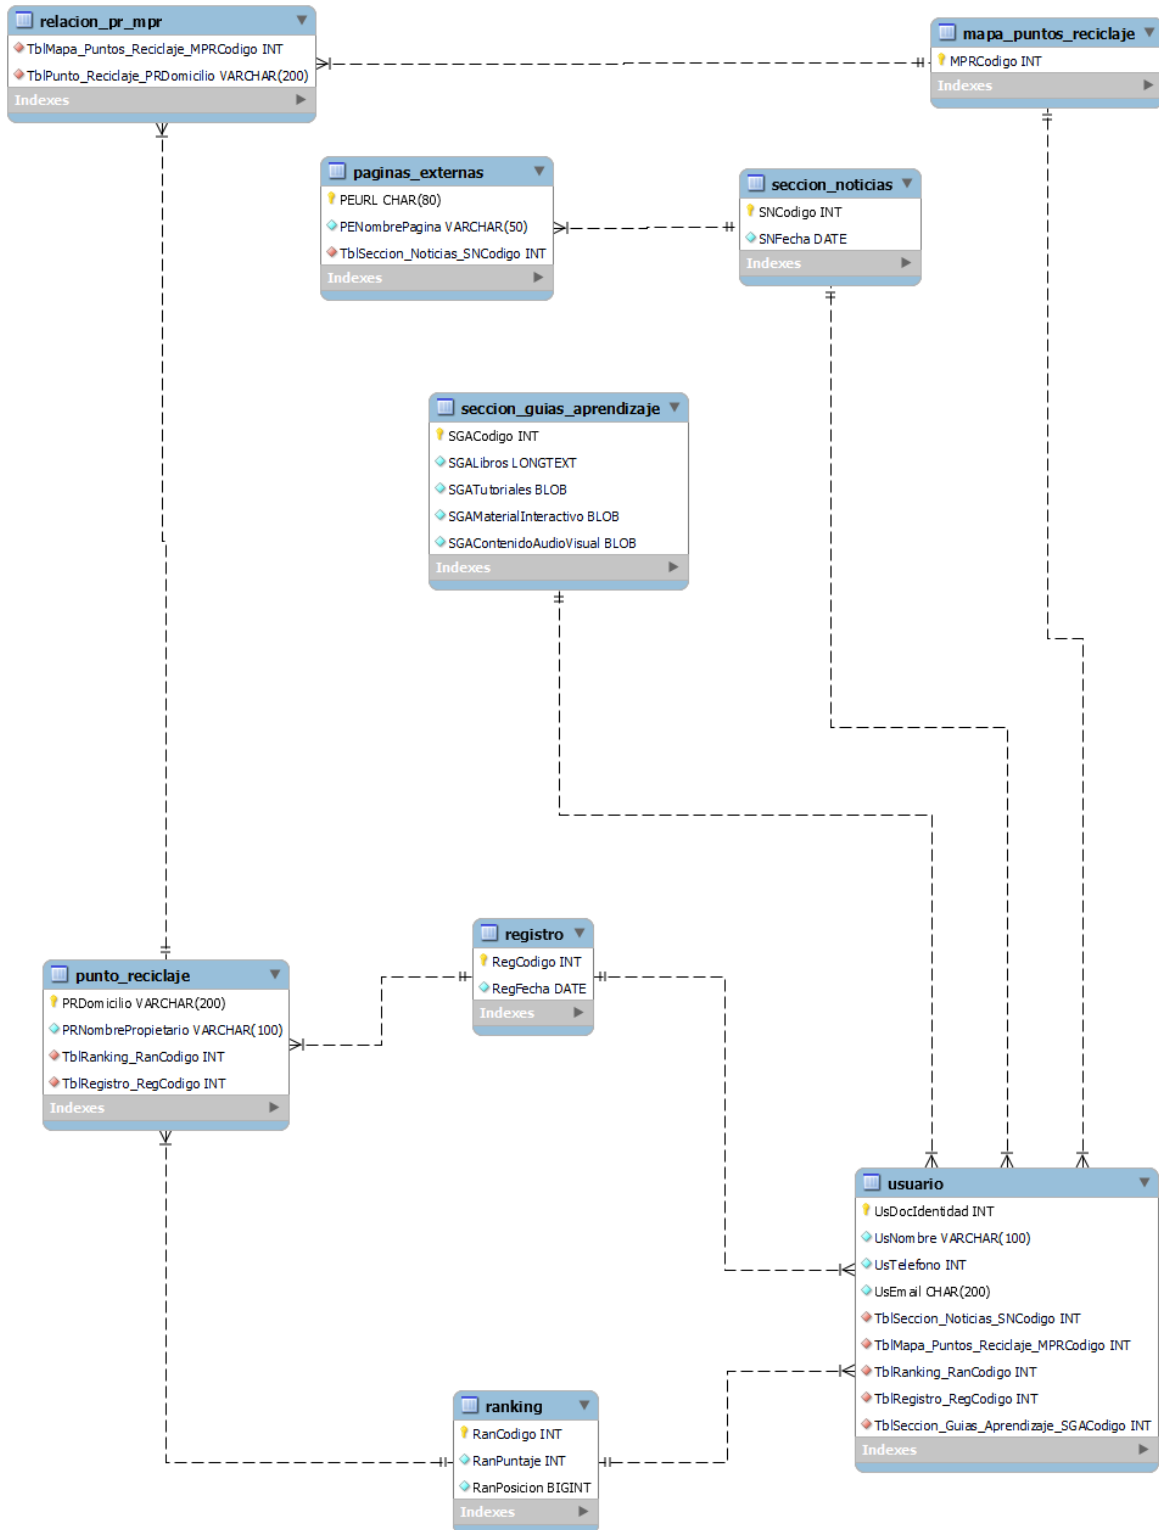 relacion_pr_mpr
TblMapa_Puntos_Reciclaje_MPRCodigo INT
TblPunto_Reciclaje_PRDomicilio VARCHAR(200)
Indexes
mapa_puntos_reciclaje
MPRCodigo INT
Indexes
paginas_externas
PEURL CHAR(80)
PENombrePagina VARCHAR(50)
TblSeccion_Noticias_SNCodigo INT
Indexes
seccion_noticias
SNCodigo INT
SNFecha DATE
Indexes
seccion_guias_aprendizaje
SGACodigo INT
SGALibros LONGTEXT
SGATutoriales BLOB
SGAMaterialInteractivo BLOB
SGAContenidoAudioVisual BLOB
Indexes
registro
RegCodigo INT
RegFecha DATE
Indexes
punto_reciclaje
PRDomicilio VARCHAR(200)
PRNombrePropietario VARCHAR(100)
TblRanking_RanCodigo INT
TblRegistro_RegCodigo INT
Indexes
usuario
UsDocIdentidad INT
UsNombre VARCHAR(100)
UsTelefono INT
UsEmail CHAR(200)
TblSeccion_Noticias_SNCodigo INT
TblMapa_Puntos_Reciclaje_MPRCodigo INT
TblRanking_RanCodigo INT
TblRegistro_RegCodigo INT
TblSeccion_Guias_Aprendizaje_SGACodigo INT
Indexes
ranking
RanCodigo INT
RanPuntaje INT
RanPosicion BIGINT
Indexes